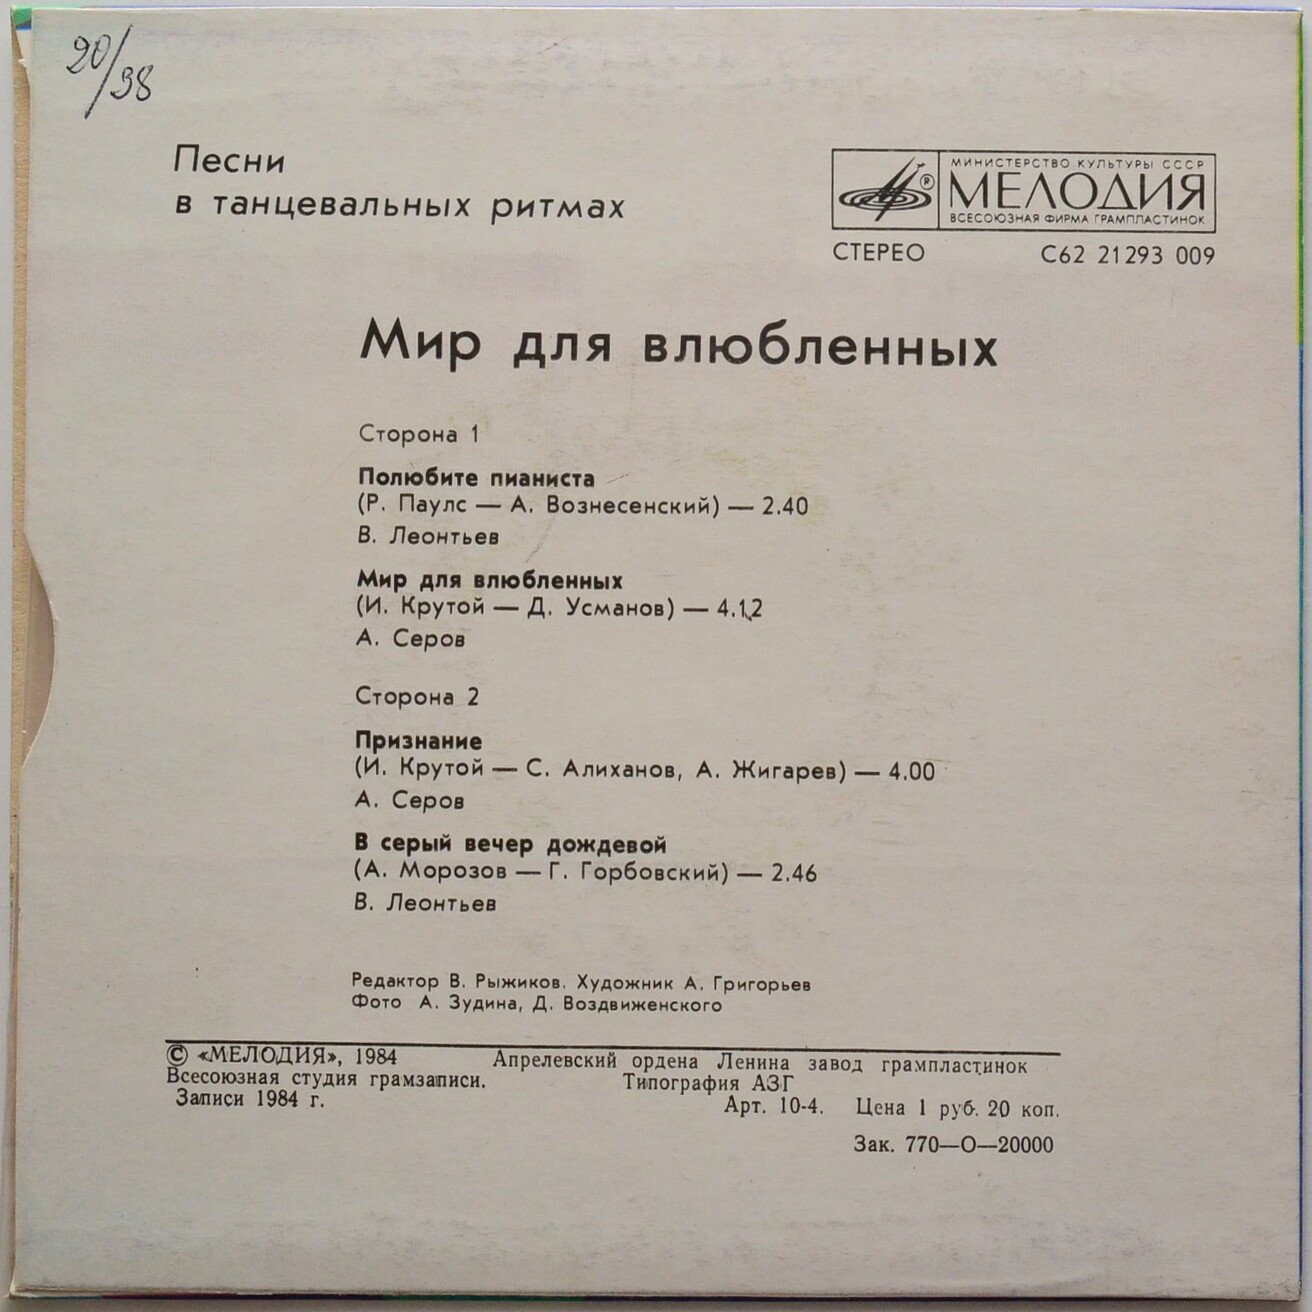 20/38
Песни
в танцевальных ритмах
МИНИСТЕРСТВО КУЛЬТУРЫ СССР
МЕЛОДИЯ
ВСЕСОЮЗНАЯ ФИРМА ГРАМПЛАСТИНОК
СТЕРЕО С62 21293 009
Мир для влюбленных
Сторона 1
Полюбите пианиста
(Р. Паулс — А. Вознесенский) — 2.40
В. Леонтьев
Мир для влюбленных
(И. Крутой — Д. Усманов) — 4.12
А. Серов
Сторона 2
Признание
(И. Крутой — С. Алиханов, А. Жигарев) — 4.00
А. Серов
В серый вечер дождевой
(А. Морозов — Г. Горбовский) — 2.46
В. Леонтьев
Редактор В. Рыжиков. Художник А. Григорьев
Фото А. Зудина, Д. Воздвиженского
© «МЕЛОДИЯ», 1984 Апрелевский ордена Ленина завод грампластинок
Всесоюзная студия грамзаписи. Типография АЗГ
Записи 1984 г. Арт. 10-4. Цена 1 руб. 20 коп.
Зак. 770—О—20000